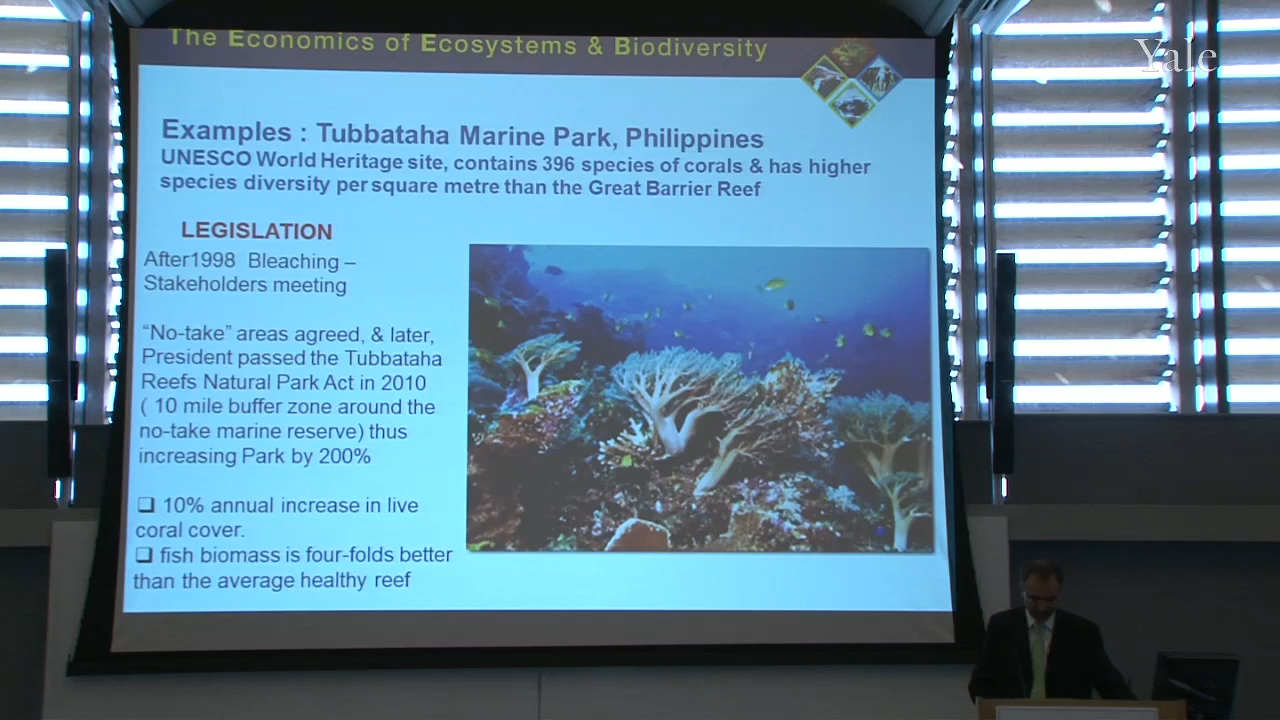 The Economics of Ecosystems & Biodiversity
Yale
Examples : Tubbataha Marine Park, Philippines
UNESCO World Heritage site, contains 396 species of corals & has higher
species diversity per square metre than the Great Barrier Reef
LEGISLATION
After1998 Bleaching –
Stakeholders meeting
“No-take” areas agreed, & later,
President passed the Tubbataha
Reefs Natural Park Act in 2010
( 10 mile buffer zone around the
no-take marine reserve) thus
increasing Park by 200%
❑ 10% annual increase in live
coral cover.
❑ fish biomass is four-folds better
than the average healthy reef